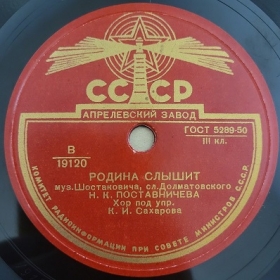 СССР
АПРЕЛЕВСКИЙ ЗАВОД
ГОСТ 5289-50
III кл.
В
19120
РОДИНА СЛЫШИТ
муз.Шостаковича, сл.Долматовского
Н. К. ПОСТАВНИЧЕВА
Хор под упр.
К. И. Сахарова
КОМИТЕТ РАДИОИНФОРМАЦИИ ПРИ СОВЕТЕ МИНИСТРОВ С.С.С.Р.